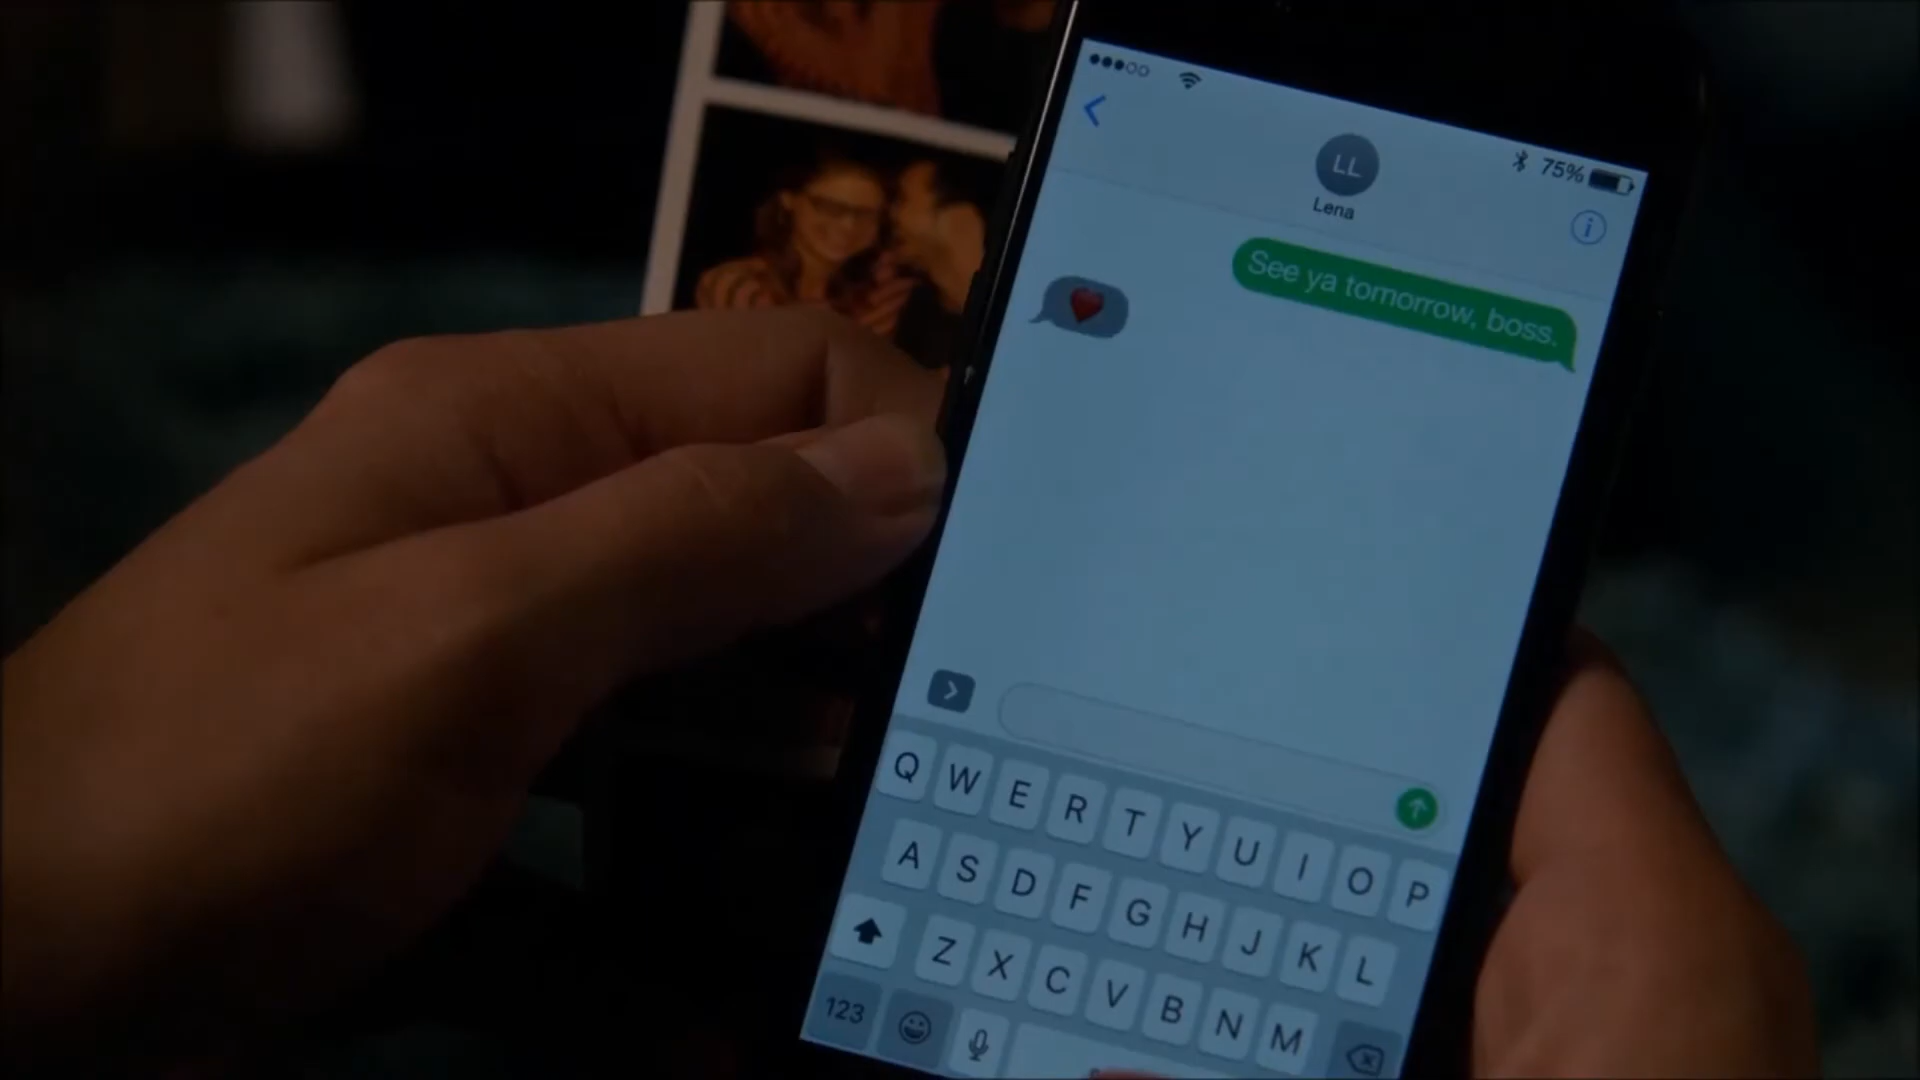 75%
LL
Lena
See ya tomorrow, boss.
❤
Q W E R T Y U I O P
A S D F G H J K L
Z X C V B N M
123